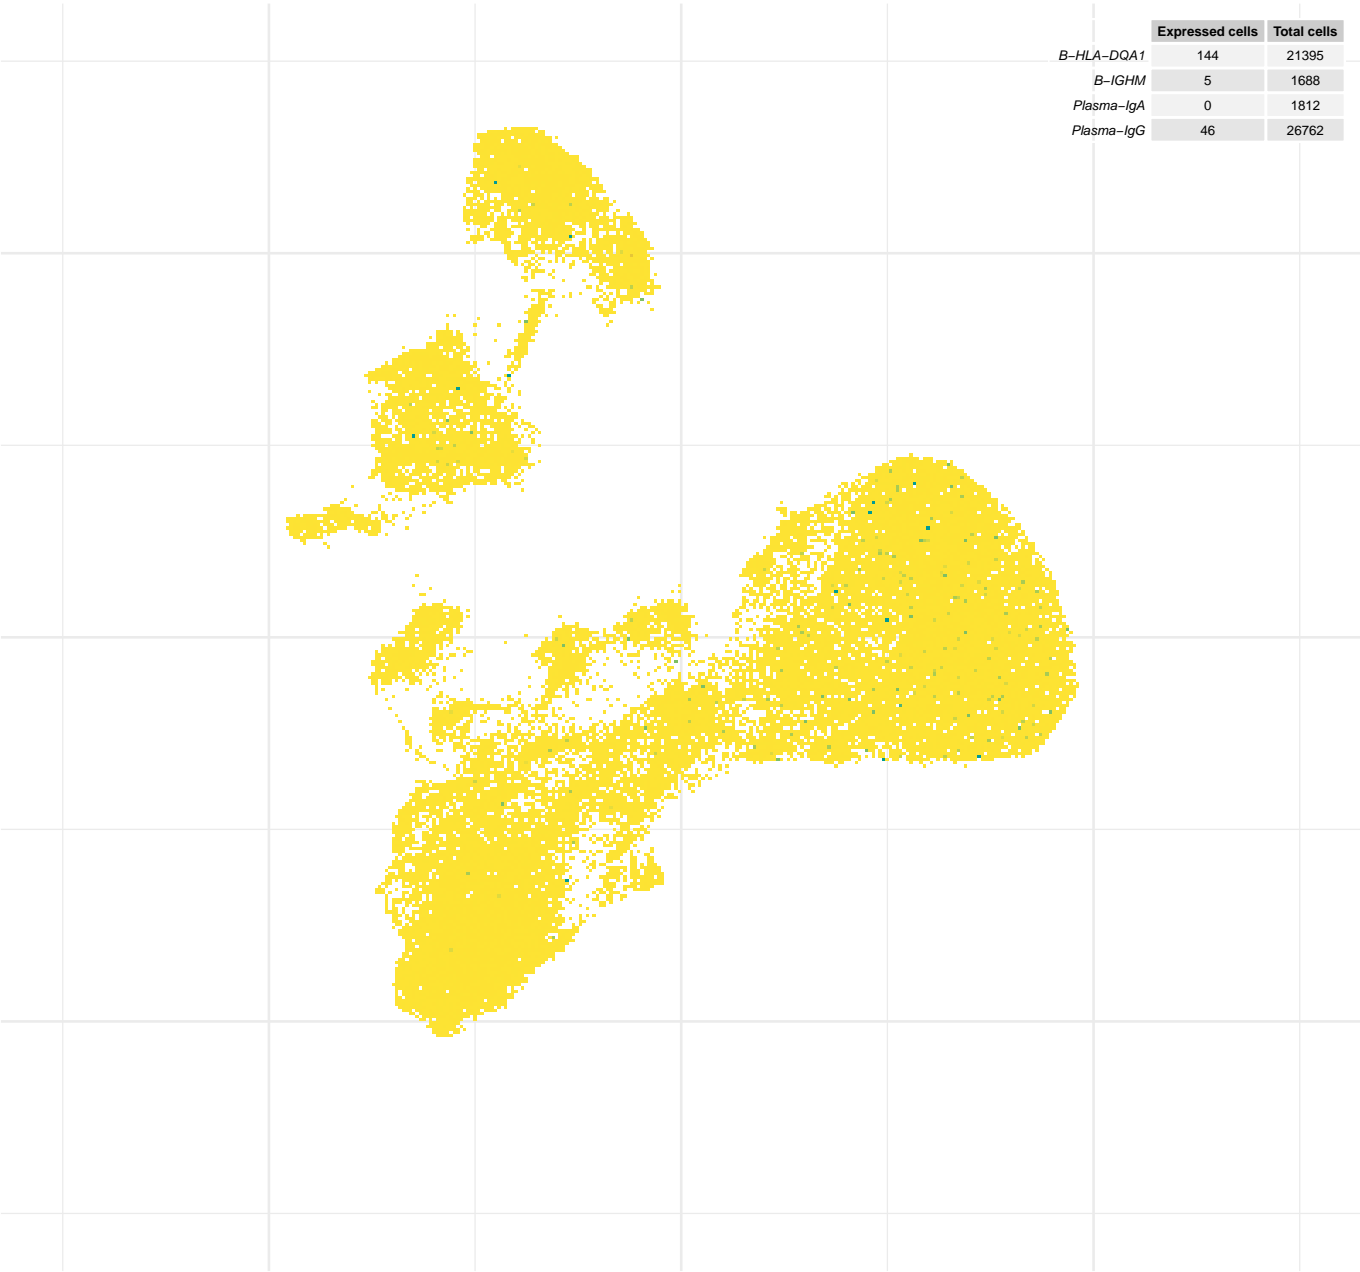 Expressed cells Total cells
B−HLA−DQA1 144 21395
B−IGHM 5 1688
Plasma−IgA 0 1812
Plasma−IgG 46 26762